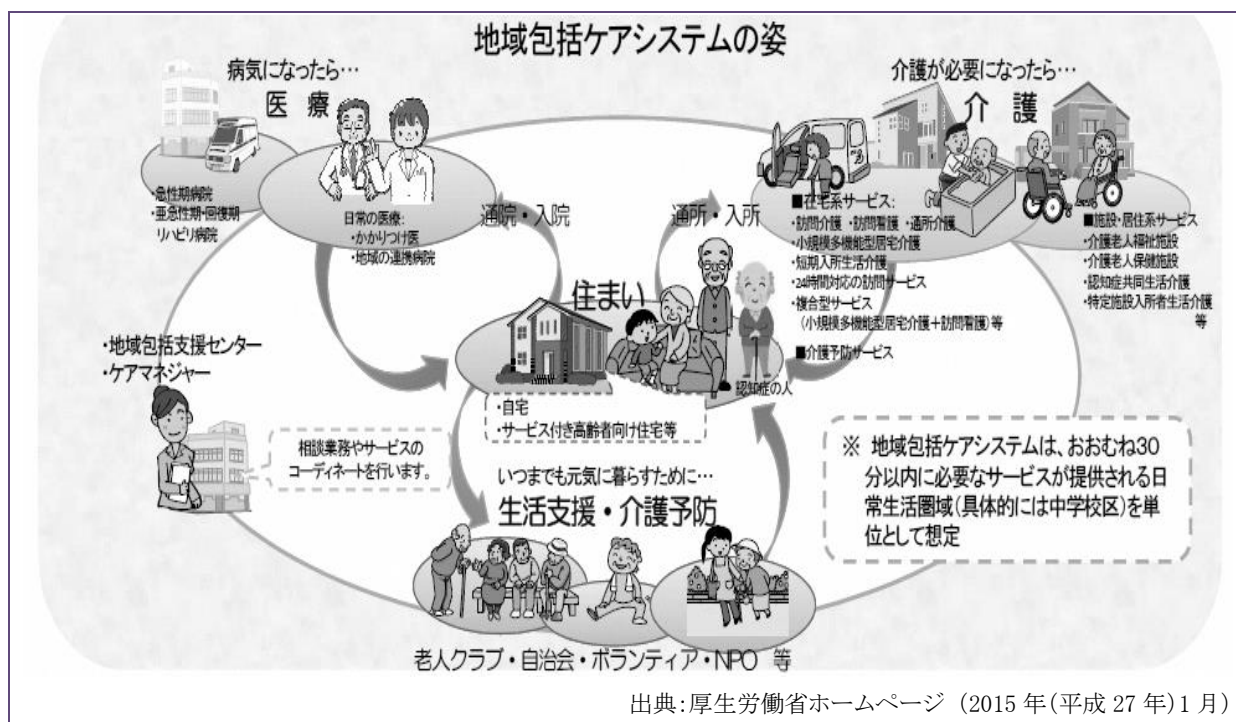 地域包括ケアシステムの姿
病気になったら…
医療
・急性期病院
・亜急性期・回復期
リハビリ病院
日常の医療:
・かかりつけ医
・地域の連携病院
通院・入院
通所・入所
介護が必要になったら…
介護
■在宅系サービス:
・訪問介護 ・訪問看護 ・通所介護
・小規模多機能型居宅介護
・短期入所生活介護
・24時間対応の訪問サービス
・複合型サービス
(小規模多機能型居宅介護+訪問看護)等
■介護予防サービス
■施設・居住系サービス
・介護老人福祉施設
・介護老人保健施設
・認知症共同生活介護
・特定施設入所者生活介護
等
住まい
認知症の人
・自宅
・サービス付き高齢者向け住宅等
・地域包括支援センター
・ケアマネジャー
相談業務やサービスの
コーディネートを行います。
いつまでも元気に暮らすために…
生活支援・介護予防
老人クラブ・自治会・ボランティア・NPO 等
※ 地域包括ケアシステムは、おおむね30
分以内に必要なサービスが提供される日
常生活圏域(具体的には中学校区)を単
位として想定
出典:厚生労働省ホームページ (2015年(平成27年)1月)